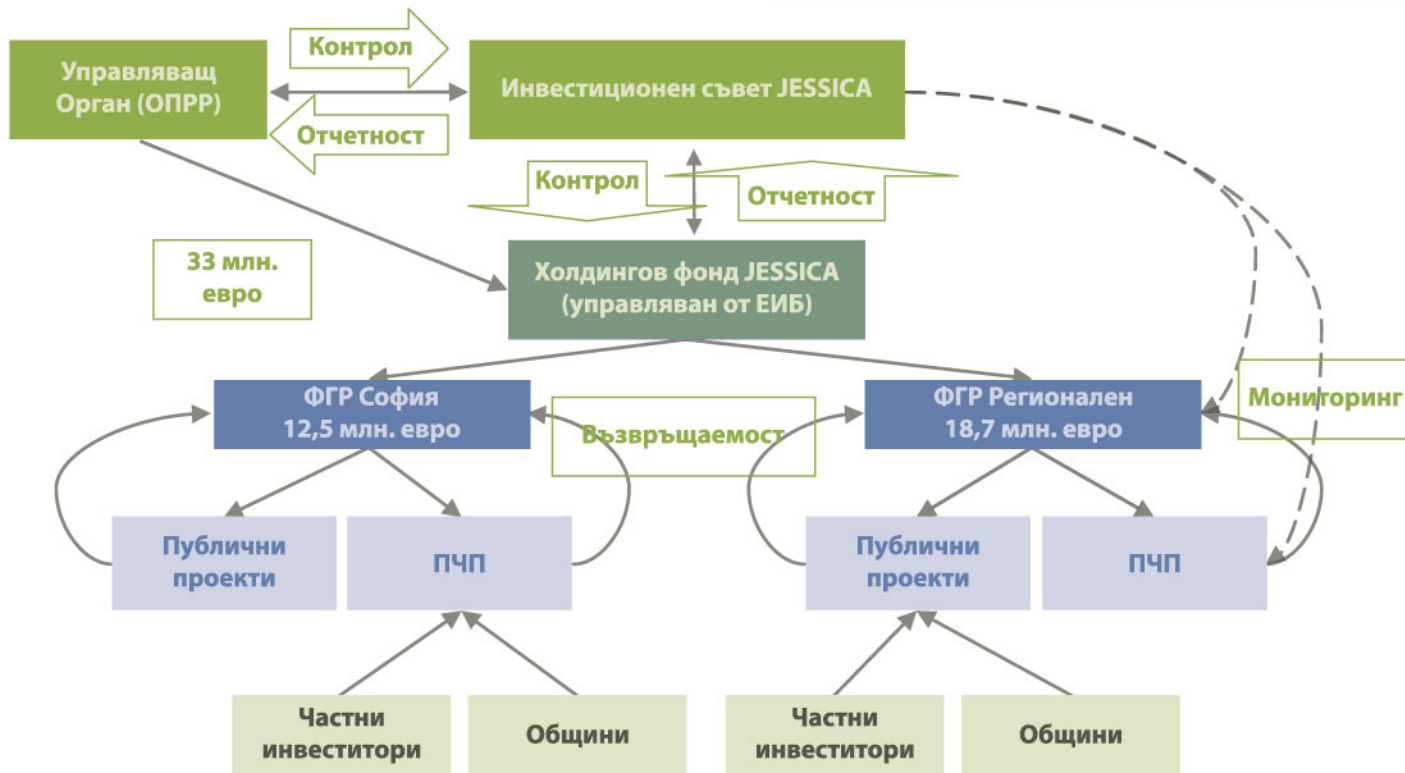 Контрол
Управляващ
Орган (ОПРР)
Инвестиционен съвет JESSICA
Отчетност
Контрол
Отчетност
33 млн.
евро
Холдингов фонд JESSICA
(управляван от ЕИБ)
ФГР София
12,5 млн. евро
Възвръщаемост
ФГР Регионален
18,7 млн. евро
Мониторинг
Публични
проекти
ПЧП
Публични
проекти
ПЧП
Частни
инвеститори
Общини
Частни
инвеститори
Общини